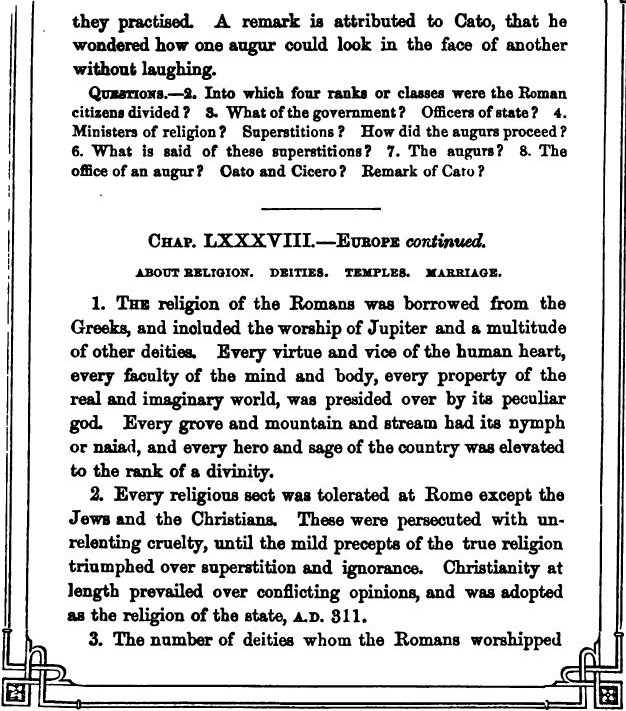 they practised. A remark is attributed to Cato, that he
wondered how one augur could look in the face of another
without laughing.
QUESTIONS.—2. Into which four ranks or classes were the Roman
citizens divided? 3. What of the government? Officers of state? 4.
Ministers of religion? Superstitions? How did the augurs proceed?
6. What is said of these superstitions? 7. The augurs? 8. The
office of an augur? Cato and Cicero? Remark of Cato?
CHAP. LXXXVIII.—EUROPE continued.
ABOUT RELIGION. DEITIES. TEMPLES. MARRIAGE.
1. THE religion of the Romans was borrowed from the
Greeks, and included the worship of Jupiter and a multitude
of other deities. Every virtue and vice of the human heart,
every faculty of the mind and body, every property of the
real and imaginary world, was presided over by its peculiar
god. Every grove and mountain and stream had its nymph
or naiad, and every hero and sage of the country was elevated
to the rank of a divinity.
2. Every religious sect was tolerated at Rome except the
Jews and the Christians. These were persecuted with un-
relenting cruelty, until the mild precepts of the true religion
triumphed over superstition and ignorance. Christianity at
length prevailed over conflicting opinions, and was adopted
as the religion of the state, A.D. 311.
3. The number of deities whom the Romans worshipped